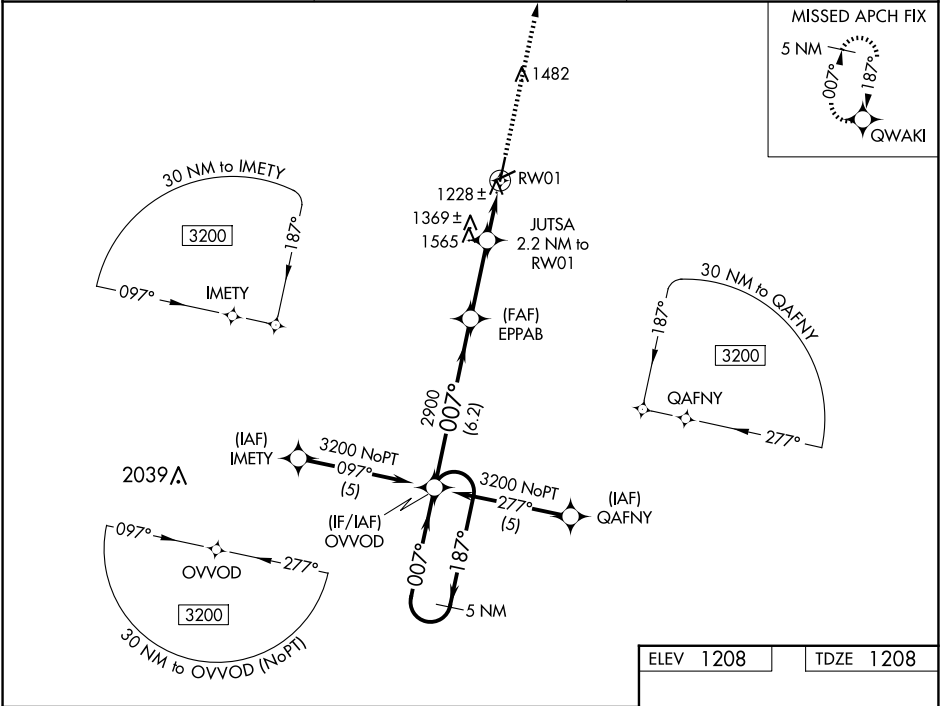 MISSED APCH FIX
5 NM
007°
187°
QWAKI
1482
RW01
1228 ±
1369 ±
1565
JUTSA
2.2 NM to
RW01
30 NM to IMETY
3200
187°
097°
IMETY
(FAF)
EPPAB
30 NM to QAFNY
187°
3200
QAFNY
277°
2900
007°
(6.2)
(IAF)
IMETY
3200 NoPT
097°
(5)
2039
3200 NoPT
277°
(5)
(IAF)
QAFNY
(IF/IAF)
OVVOD
007°
187°
5 NM
097°
277°
OVVOD
3200
30 NM to OVVOD (NoPT)
ELEV 1208
TDZE 1208